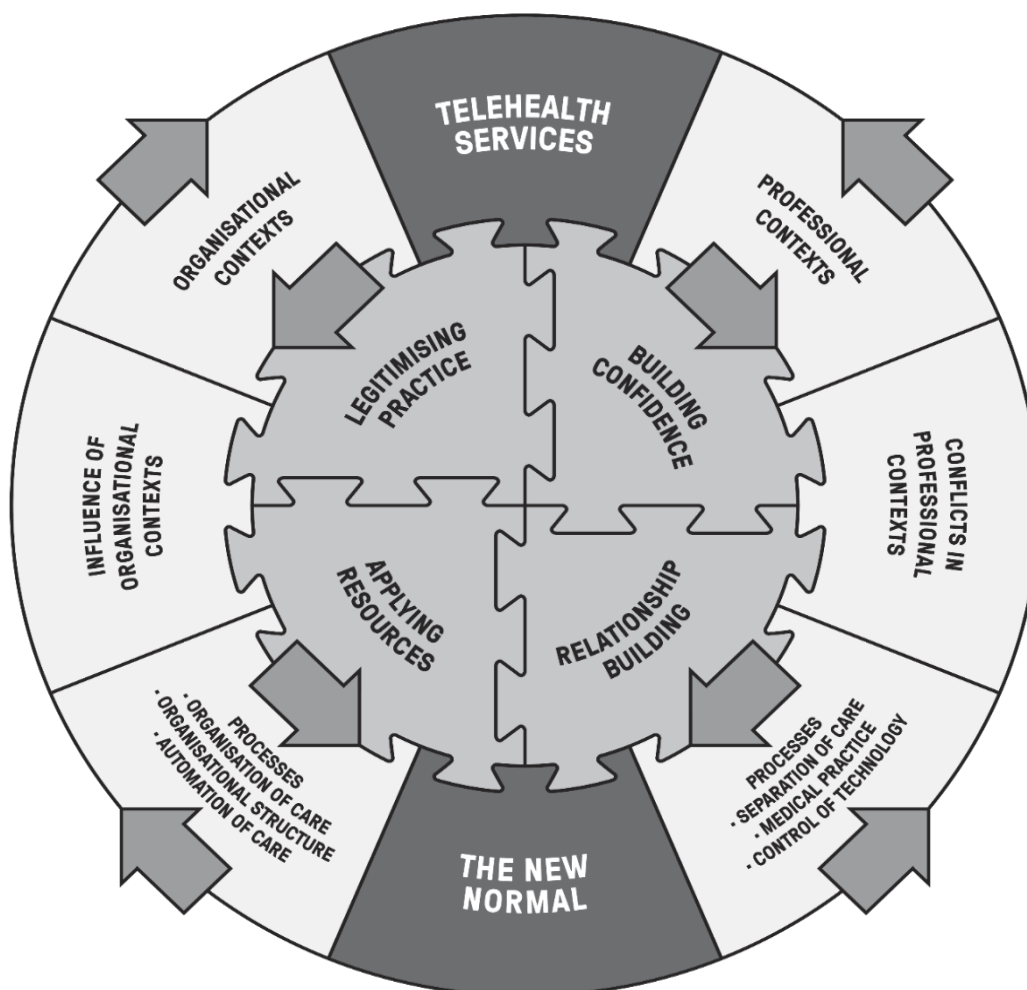 TELEHEALTH
SERVICES
ORGANISATIONAL
CONTEXTS
PROFESSIONAL
CONTEXTS
LEGITIMISING
PRACTICE
BUILDING
CONFIDENCE
INFLUENCE OF
ORGANISATIONAL
CONTEXTS
CONFLICTS IN
PROFESSIONAL
CONTEXTS
APPLYING
RESOURCES
RELATIONSHIP
BUILDING
PROCESSES
· ORGANISATION OF CARE
· ORGANISATIONAL STRUCTURE
· AUTOMATION OF CARE
PROCESSES
· SEPARATION OF CARE
· MEDICAL PRACTICE
· CONTROL OF TECHNOLOGY
THE NEW
NORMAL